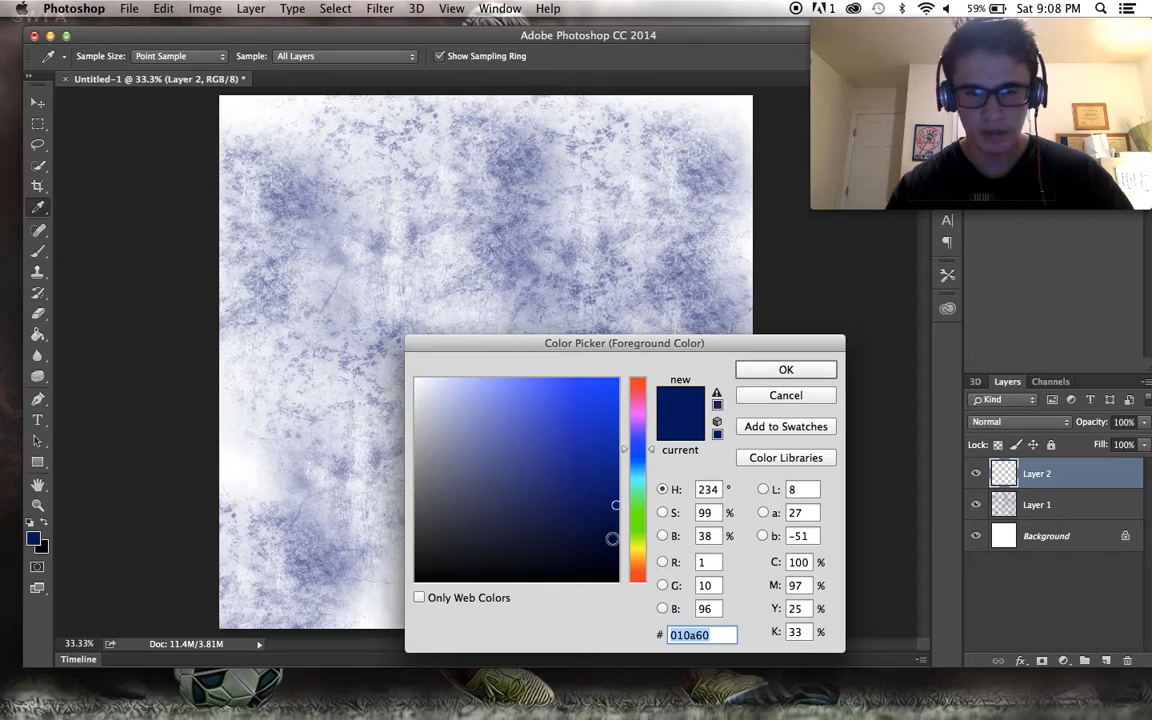 Photoshop File Edit Image Layer Type Select Filter 3D View Window Help 1 59% Sat 9:08 PM
Adobe Photoshop CC 2014
Sample Size: Point Sample Sample: All Layers Show Sampling Ring
Untitled-1 @ 33.3% (Layer 2, RGB/8) *
Color Picker (Foreground Color)
new
current
OK
Cancel
Add to Swatches
Color Libraries
H: 234 ° L: 8
S: 99 % a: 27
B: 38 % b: -51
R: 1 C: 100 %
G: 10 M: 97 %
B: 96 Y: 25 %
# 010a60 K: 33 %
Only Web Colors
3D Layers Channels
Kind
Normal Opacity: 100%
Lock: Fill: 100%
Layer 2
Layer 1
Background
33.33% Doc: 11.4M/3.81M
Timeline